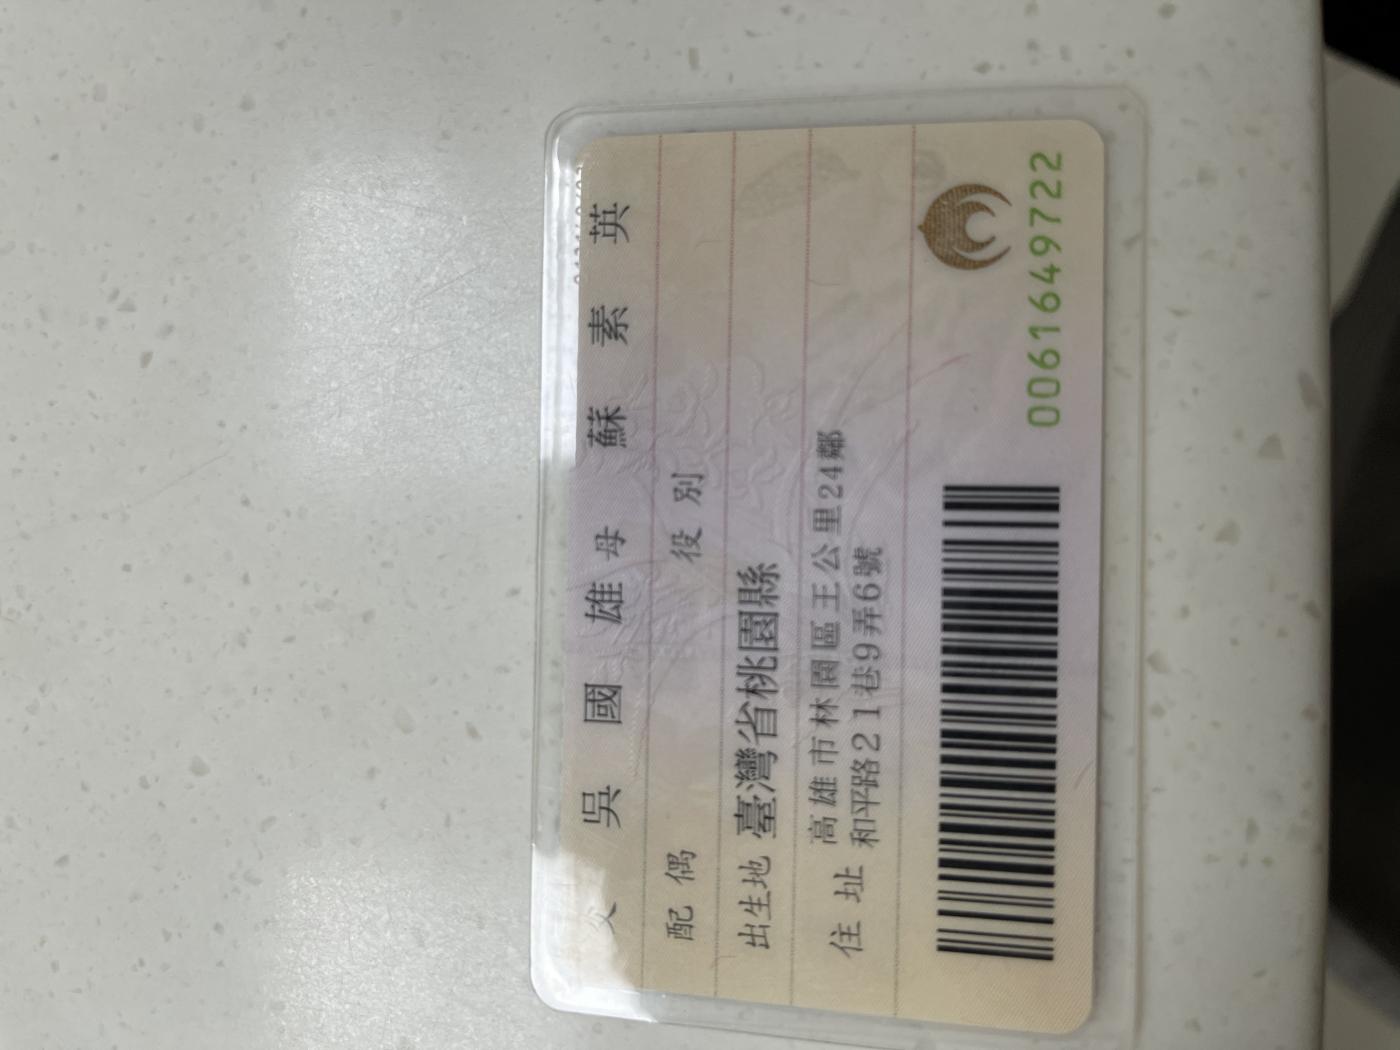 父 吳國雄 母 蘇素英
配偶 役別
出生地 臺灣省桃園縣
住址 高雄市林園區王公里24鄰
和平路21巷9弄6號
0061649722